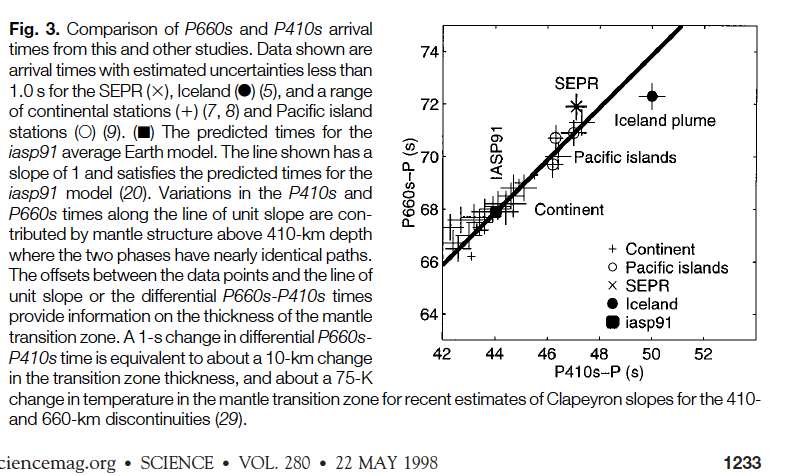 Fig. 3. Comparison of P660s and P410s arrival
times from this and other studies. Data shown are
arrival times with estimated uncertainties less than
1.0 s for the SEPR (×), Iceland (●) (5), and a range
of continental stations (+) (7, 8) and Pacific island
stations (○) (9). (■) The predicted times for the
iasp91 average Earth model. The line shown has a
slope of 1 and satisfies the predicted times for the
iasp91 model (20). Variations in the P410s and
P660s times along the line of unit slope are con-
tributed by mantle structure above 410-km depth
where the two phases have nearly identical paths.
The offsets between the data points and the line of
unit slope or the differential P660s-P410s times
provide information on the thickness of the mantle
transition zone. A 1-s change in differential P660s-
P410s time is equivalent to about a 10-km change
in the transition zone thickness, and about a 75-K
change in temperature in the mantle transition zone for recent estimates of Clapeyron slopes for the 410-
and 660-km discontinuities (29).
P660s–P (s)
74
72
70
68
66
64
SEPR
Iceland plume
IASP91
Pacific islands
Continent
+ Continent
○ Pacific islands
× SEPR
● Iceland
■ iasp91
42 44 46 48 50 52
P410s–P (s)
ciencemag.org • SCIENCE • VOL. 280 • 22 MAY 1998 1233